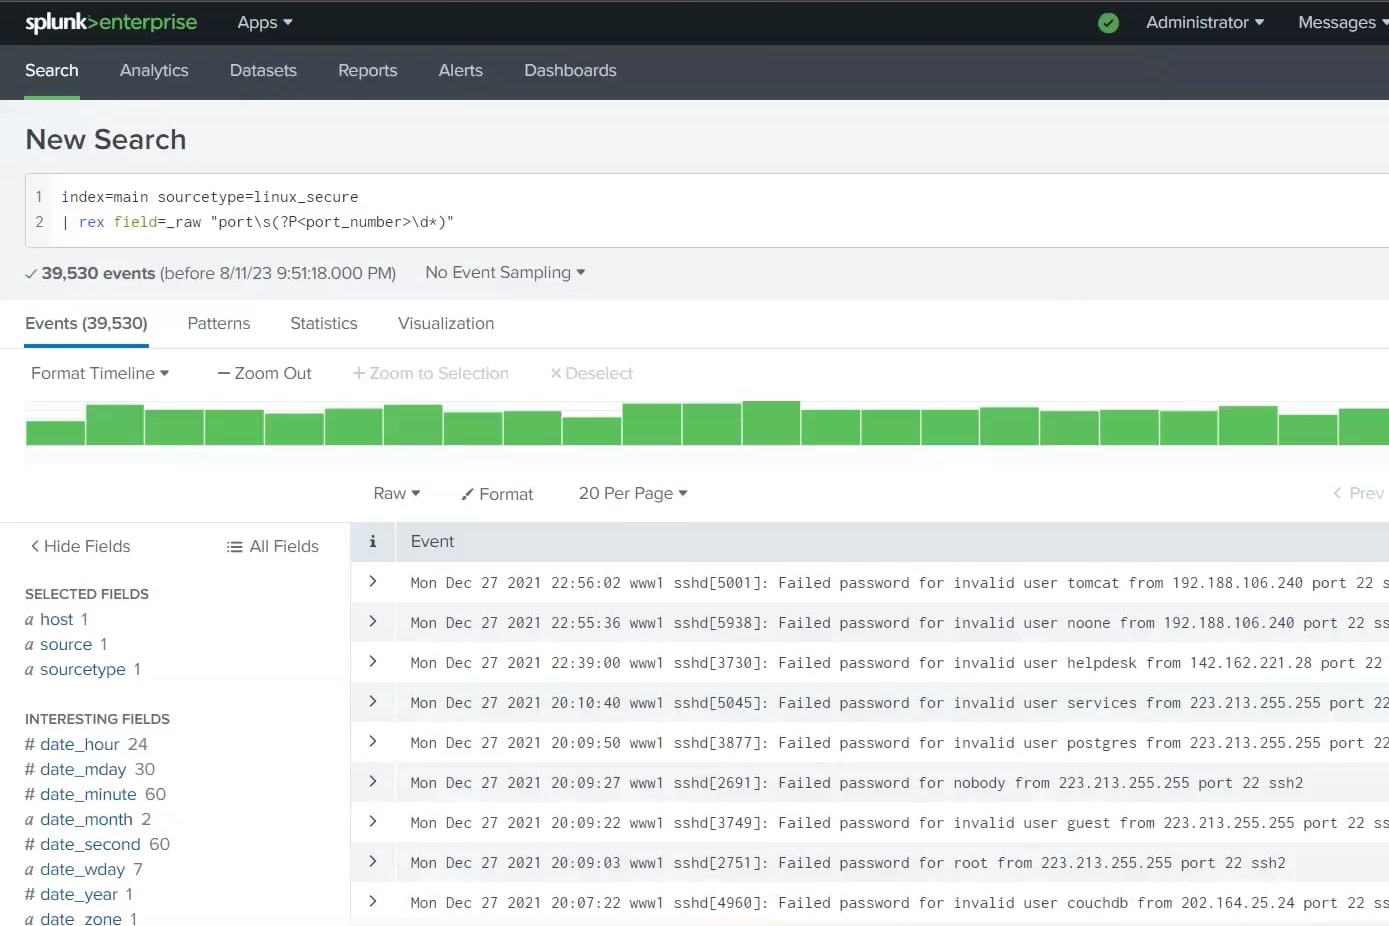 splunk>enterprise Apps Administrator Messages
Search Analytics Datasets Reports Alerts Dashboards
New Search
1 index=main sourcetype=linux_secure
2 | rex field=_raw "port\s(?P<port_number>\d*)"
✓ 39,530 events (before 8/11/23 9:51:18.000 PM) No Event Sampling
Events (39,530) Patterns Statistics Visualization
Format Timeline — Zoom Out + Zoom to Selection × Deselect
Raw Format 20 Per Page < Prev
< Hide Fields All Fields
i Event
SELECTED FIELDS
a host 1
a source 1
a sourcetype 1
INTERESTING FIELDS
# date_hour 24
# date_mday 30
# date_minute 60
a date_month 2
# date_second 60
a date_wday 7
# date_year 1
a date_zone 1
> Mon Dec 27 2021 22:56:02 www1 sshd[5001]: Failed password for invalid user tomcat from 192.188.106.240 port 22 s
> Mon Dec 27 2021 22:55:36 www1 sshd[5938]: Failed password for invalid user noone from 192.188.106.240 port 22 ss
> Mon Dec 27 2021 22:39:00 www1 sshd[3730]: Failed password for invalid user helpdesk from 142.162.221.28 port 22
> Mon Dec 27 2021 20:10:40 www1 sshd[5045]: Failed password for invalid user services from 223.213.255.255 port 22
> Mon Dec 27 2021 20:09:50 www1 sshd[3877]: Failed password for invalid user postgres from 223.213.255.255 port 22
> Mon Dec 27 2021 20:09:27 www1 sshd[2691]: Failed password for nobody from 223.213.255.255 port 22 ssh2
> Mon Dec 27 2021 20:09:22 www1 sshd[3749]: Failed password for invalid user guest from 223.213.255.255 port 22 ss
> Mon Dec 27 2021 20:09:03 www1 sshd[2751]: Failed password for root from 223.213.255.255 port 22 ssh2
> Mon Dec 27 2021 20:07:22 www1 sshd[4960]: Failed password for invalid user couchdb from 202.164.25.24 port 22 ss